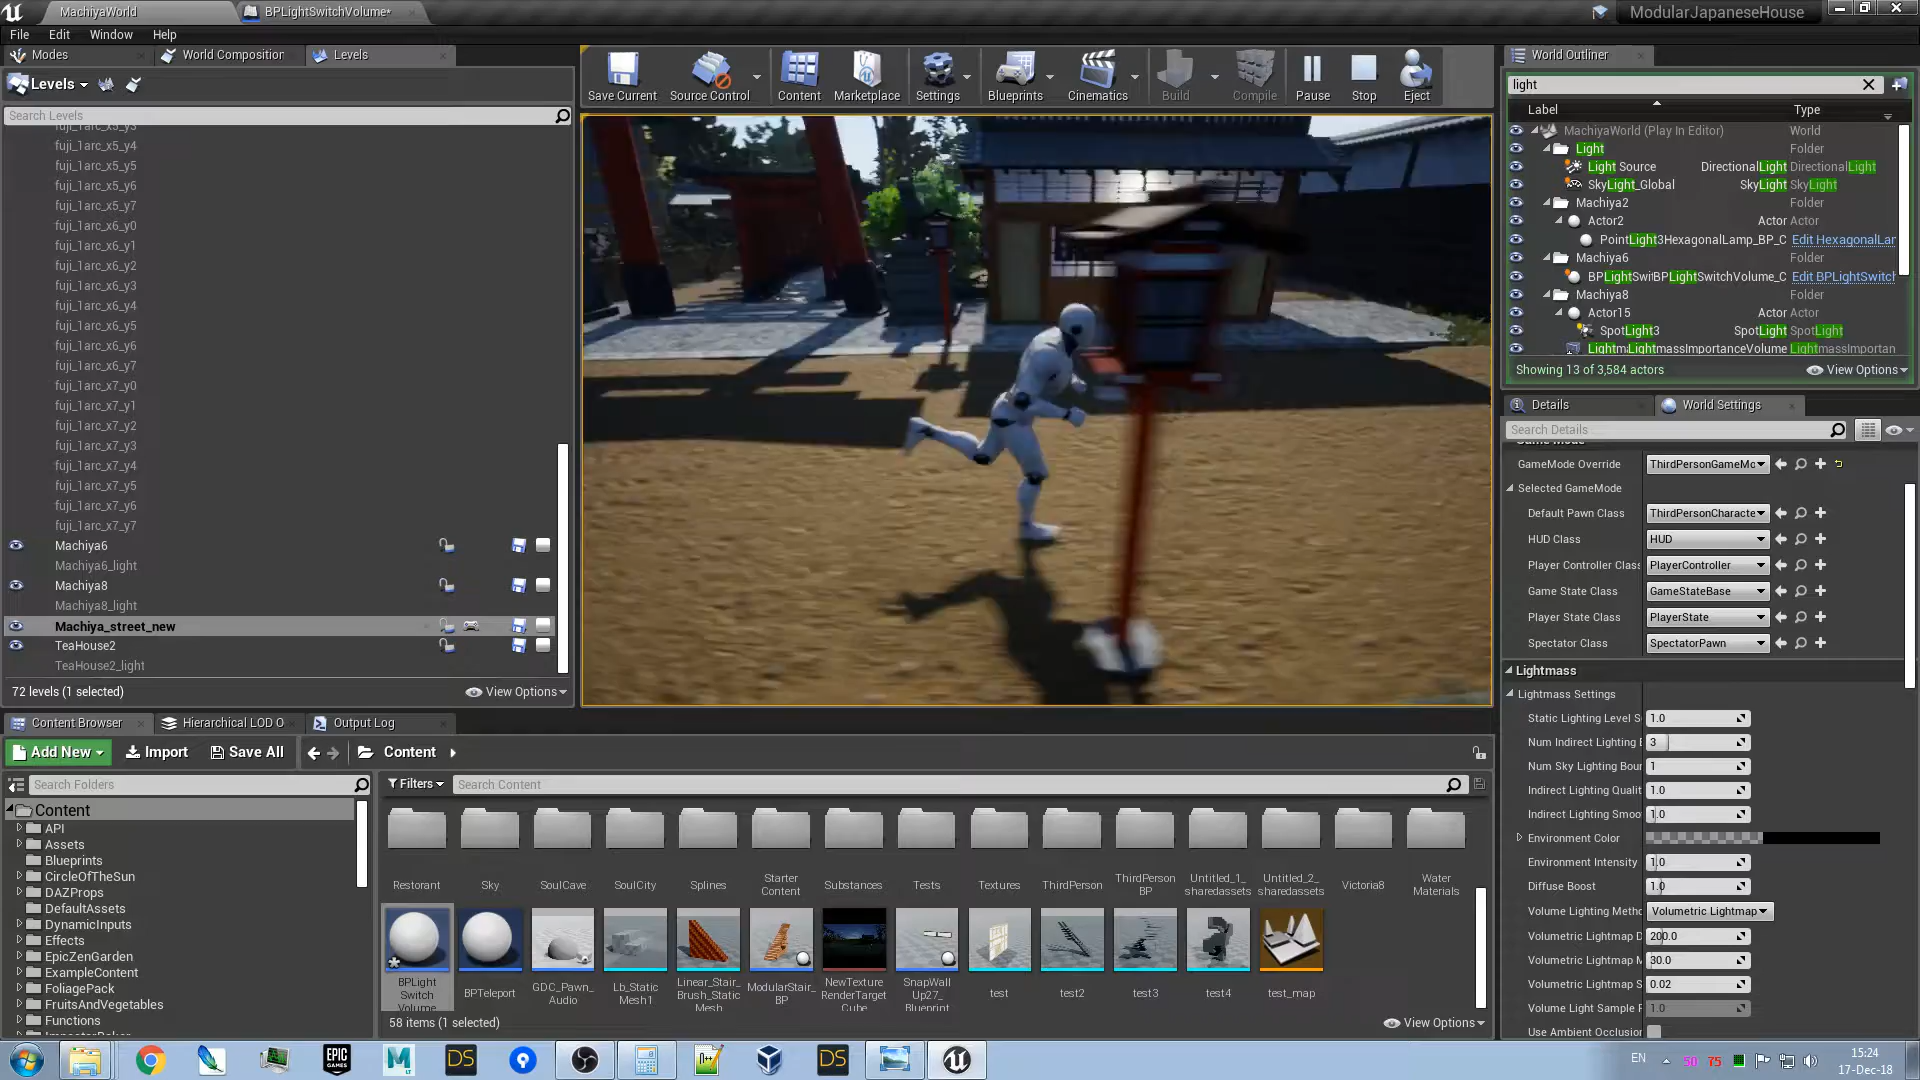 MachiyaWorld
BPLightSwitchVolume*
ModularJapaneseHouse
File Edit Window Help
Modes
World Composition
Levels
Levels
Search Levels
fuji_1arc_x5_y3
fuji_1arc_x5_y4
fuji_1arc_x5_y5
fuji_1arc_x5_y6
fuji_1arc_x5_y7
fuji_1arc_x6_y0
fuji_1arc_x6_y1
fuji_1arc_x6_y2
fuji_1arc_x6_y3
fuji_1arc_x6_y4
fuji_1arc_x6_y5
fuji_1arc_x6_y6
fuji_1arc_x6_y7
fuji_1arc_x7_y0
fuji_1arc_x7_y1
fuji_1arc_x7_y2
fuji_1arc_x7_y3
fuji_1arc_x7_y4
fuji_1arc_x7_y5
fuji_1arc_x7_y6
fuji_1arc_x7_y7
Machiya6
Machiya6_light
Machiya8
Machiya8_light
Machiya_street_new
TeaHouse2
TeaHouse2_light
72 levels (1 selected)
View Options
Save Current
Source Control
Content
Marketplace
Settings
Blueprints
Cinematics
Build
Compile
Pause
Stop
Eject
World Outliner
light
Label Type
MachiyaWorld (Play In Editor) World
Light Folder
Light Source DirectionalLight DirectionalLight
SkyLight_Global SkyLight SkyLight
Machiya2 Folder
Actor2 Actor Actor
PointLight3HexagonalLamp_BP_C Edit HexagonalLar
Machiya6 Folder
BPLightSwiBPLightSwitchVolume_C Edit BPLightSwitch
Machiya8 Folder
Actor15 Actor Actor
SpotLight3 SpotLight SpotLight
LightmaLightmassImportanceVolume LightmassImportan
Showing 13 of 3,584 actors
View Options
Details
World Settings
Search Details
Game Mode
GameMode Override ThirdPersonGameMo
Selected GameMode
Default Pawn Class ThirdPersonCharacte
HUD Class HUD
Player Controller Class PlayerController
Game State Class GameStateBase
Player State Class PlayerState
Spectator Class SpectatorPawn
Lightmass
Lightmass Settings
Static Lighting Level S 1.0
Num Indirect Lighting B 3
Num Sky Lighting Boun 1
Indirect Lighting Qualit 1.0
Indirect Lighting Smoo 1.0
Environment Color
Environment Intensity 1.0
Diffuse Boost 1.0
Volume Lighting Metho Volumetric Lightmap
Volumetric Lightmap D 200.0
Volumetric Lightmap M 30.0
Volumetric Lightmap S 0.02
Volume Light Sample P 1.0
Use Ambient Occlusion
Content Browser
Hierarchical LOD O
Output Log
Add New
Import
Save All
Content
Search Folders
Filters
Search Content
Content
API
Assets
Blueprints
CircleOfTheSun
DAZProps
DefaultAssets
DynamicInputs
Effects
EpicZenGarden
ExampleContent
FoliagePack
FruitsAndVegetables
Functions
ImposterBaker
Restorant
Sky
SoulCave
SoulCity
Splines
Starter Content
Substances
Tests
Textures
ThirdPerson
ThirdPerson BP
Untitled_1_ sharedassets
Untitled_2_ sharedassets
Victoria8
Water Materials
BPLight Switch Volume
BPTeleport
GDC_Pawn_ Audio
Lb_Static Mesh1
Linear_Stair_ Brush_Static Mesh
ModularStair_ BP
NewTexture RenderTarget Cube
SnapWall Up27_ Blueprint
test
test2
test3
test4
test_map
58 items (1 selected)
View Options
EPIC GAMES
M
LT
DS
DS
EN
50 75
15:24
17-Dec-18